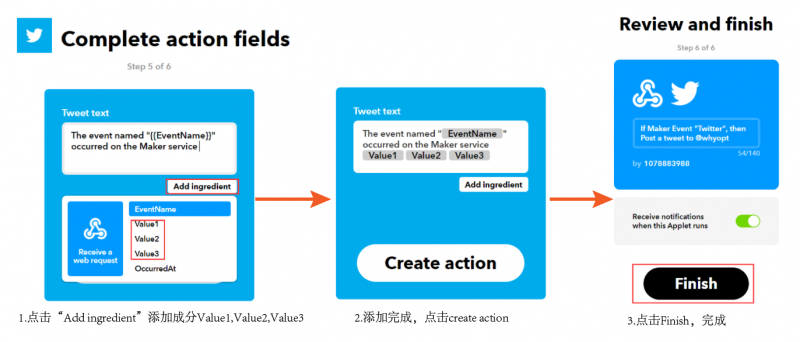 Complete action fields
Step 5 of 6
Tweet text
The event named "{{EventName}}"
occurred on the Maker service
Add ingredient
Receive a
web request
EventName
Value1
Value2
Value3
OccurredAt
1.点击“Add ingredient”添加成分Value1,Value2,Value3
Tweet text
The event named " EventName "
occurred on the Maker service
Value1 Value2 Value3
Add ingredient
Create action
2.添加完成，点击create action
Review and finish
Step 6 of 6
If Maker Event "Twitter", then
Post a tweet to @whyopt
54/140
by 1078883988
Receive notifications
when this Applet runs
Finish
3.点击Finish，完成